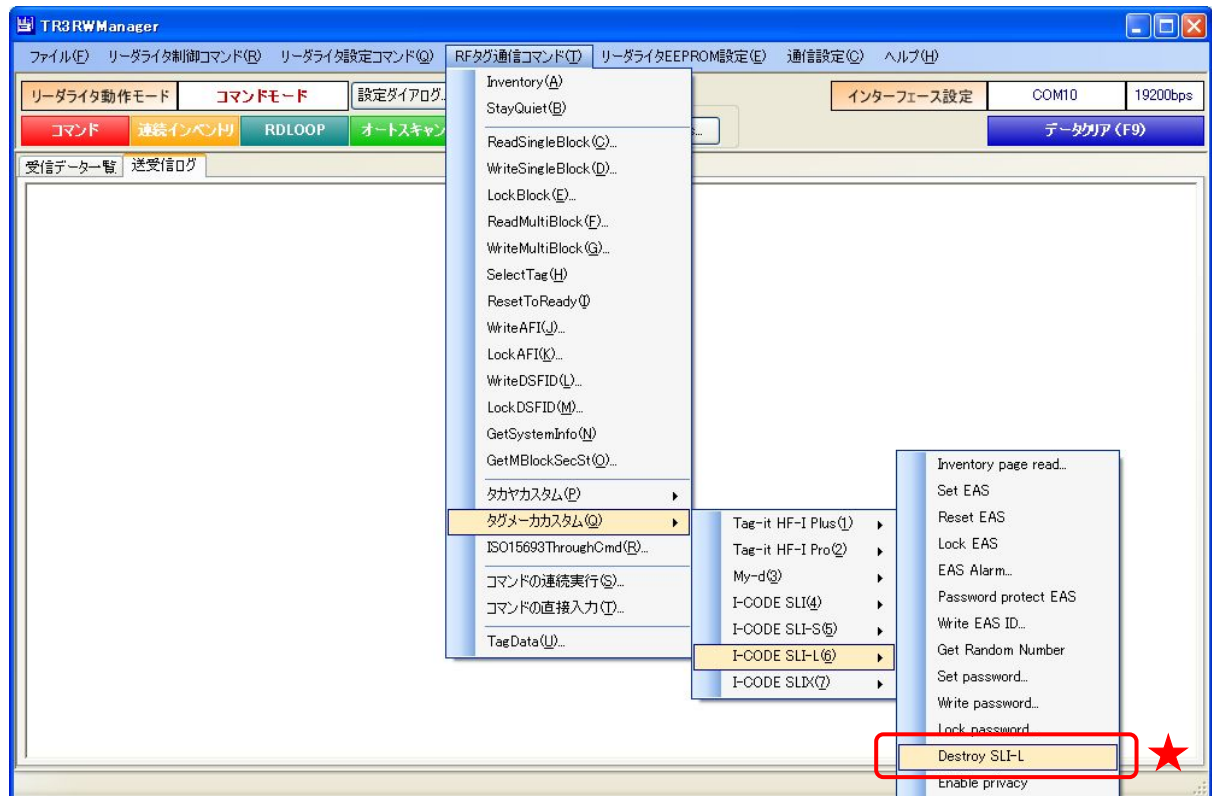 TR3RWManager
ファイル(F) リーダライタ制御コマンド(R) リーダライタ設定コマンド(Q) RFタグ通信コマンド(T) リーダライタEEPROM設定(E) 通信設定(C) ヘルプ(H)
リーダライタ動作モード コマンドモード 設定ダイアログ.. インターフェース設定 COM10 19200bps
コマンド 連続インベントリ RDLOOP オートスキャン データクリア (F9)
受信データ一覧 送受信ログ
Inventory(A)
StayQuiet(B)
ReadSingleBlock(C)...
WriteSingleBlock(D)...
LockBlock(E)...
ReadMultiBlock(F)...
WriteMultiBlock(G)...
SelectTag(H)
ResetToReady(I)
WriteAFI(J)...
LockAFI(K)...
WriteDSFID(L)...
LockDSFID(M)...
GetSystemInfo(N)
GetMBlockSecSt(O)...
タカヤカスタム(P)
タグメーカカスタム(Q)
ISO15693ThroughCmd(R)...
コマンドの連続実行(S)...
コマンドの直接入力(T)...
TagData(U)...
Tag-it HF-I Plus(1)
Tag-it HF-I Pro(2)
My-d(3)
I-CODE SLI(4)
I-CODE SLI-S(5)
I-CODE SLI-L(6)
I-CODE SLIX(7)
Inventory page read...
Set EAS
Reset EAS
Lock EAS
EAS Alarm...
Password protect EAS
Write EAS ID...
Get Random Number
Set password...
Write password...
Lock password
Destroy SLI-L
Enable privacy